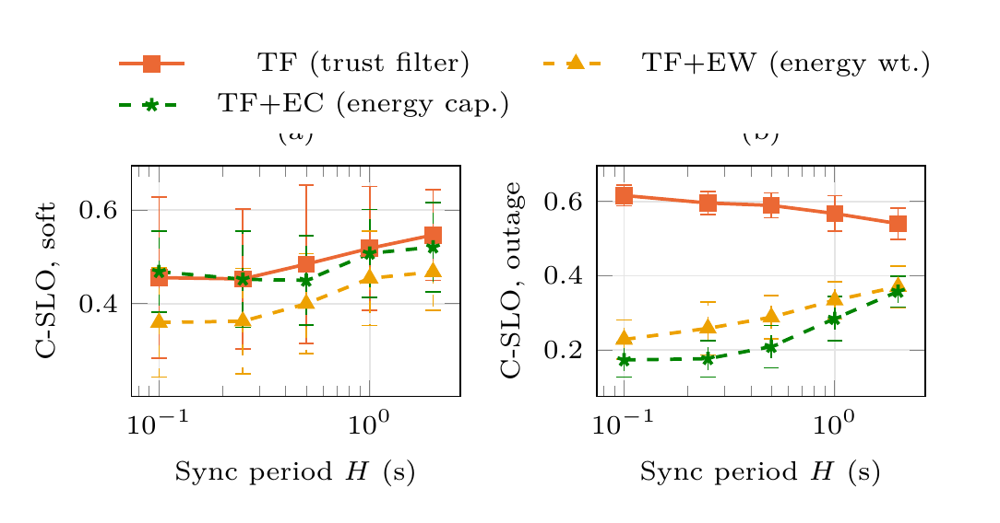 TF (trust filter) TF+EW (energy wt.)
TF+EC (energy cap.)
(a) (b)
C-SLO, soft
0.6
0.4
10^{-1} 10^{0}
Sync period H (s)
C-SLO, outage
0.6
0.4
0.2
10^{-1} 10^{0}
Sync period H (s)